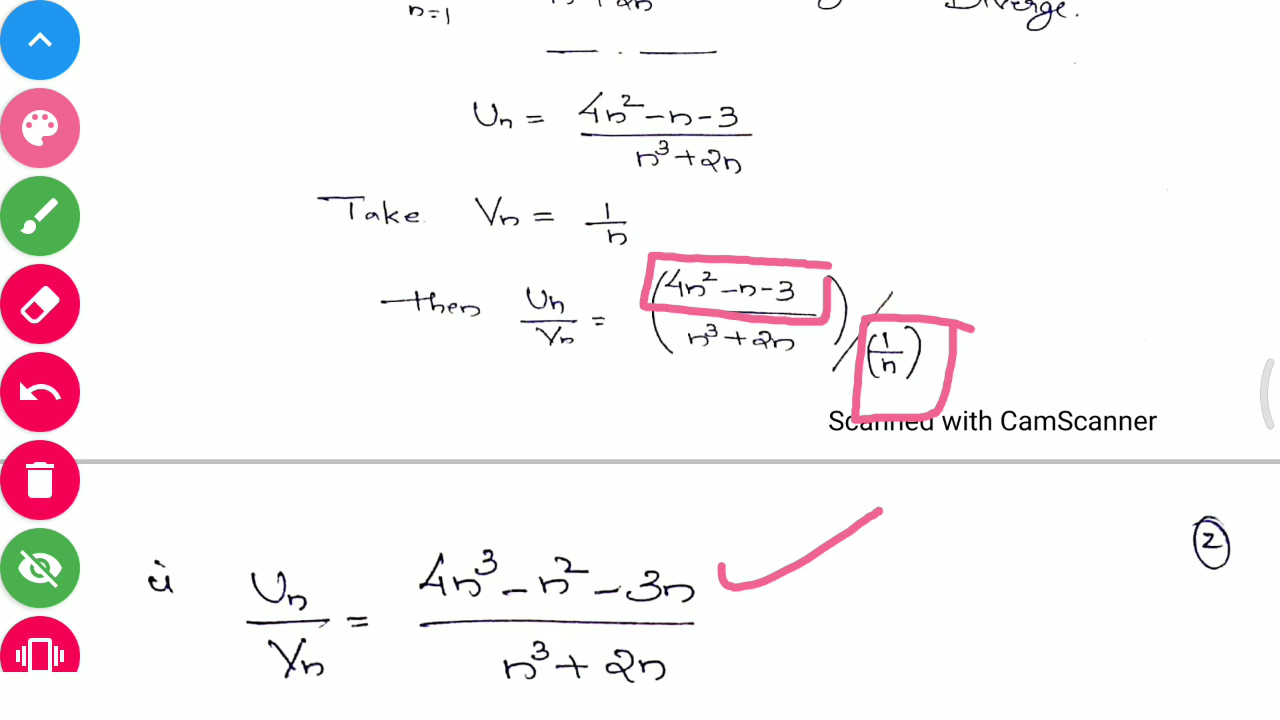 n=1 Diverge.
Un = 4n² - n - 3 / n³ + 2n
Take Vn = 1/n
then Un/Vn = (4n² - n - 3 / n³ + 2n) / (1/n)
Scanned with CamScanner
②
Un/Vn = 4n³ - n² - 3n / n³ + 2n